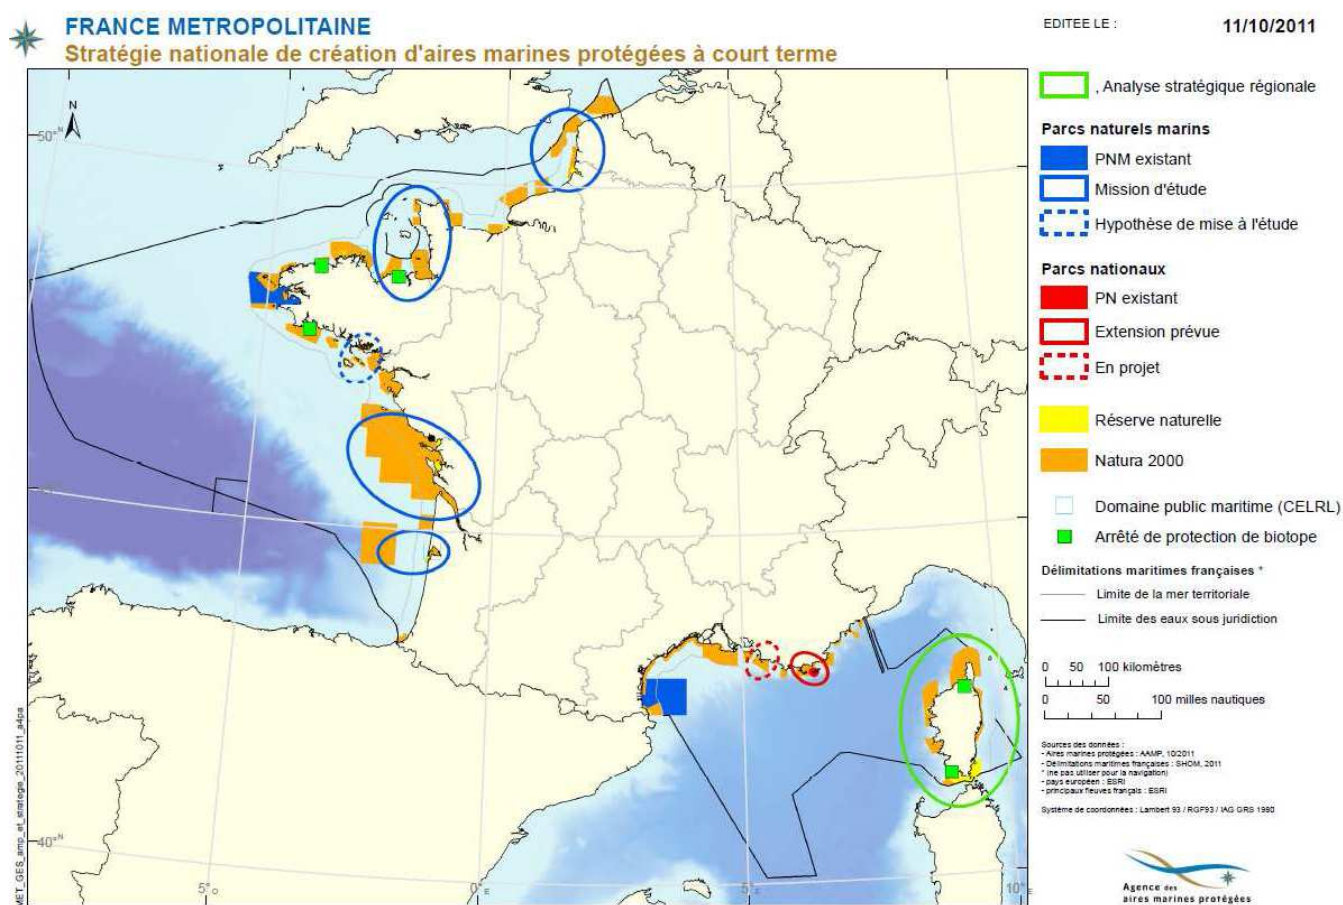 FRANCE METROPOLITAINE
Stratégie nationale de création d'aires marines protégées à court terme
EDITEE LE :
11/10/2011
, Analyse stratégique régionale
Parcs naturels marins
PNM existant
Mission d'étude
Hypothèse de mise à l'étude
Parcs nationaux
PN existant
Extension prévue
En projet
Réserve naturelle
Natura 2000
Domaine public maritime (CELRL)
Arrêté de protection de biotope
Délimitations maritimes françaises *
Limite de la mer territoriale
Limite des eaux sous juridiction
0 50 100 kilomètres
0 50 100 milles nautiques
Sources des données :
- Aires marines protégées : AAMP, 10/2011
- Délimitations maritimes françaises : SHOM, 2011
* (ne pas utiliser pour la navigation)
- pays européen : ESRI
- principaux fleuves français : ESRI
Système de coordonnées : Lambert 93 / RGF93 / IAG GRS 1980
Agence des
aires marines protégées
N
50°N
40°N
5°O
0°E
5°E
10°E
MET_GES_amp_et_strategie_20111011_a4pa